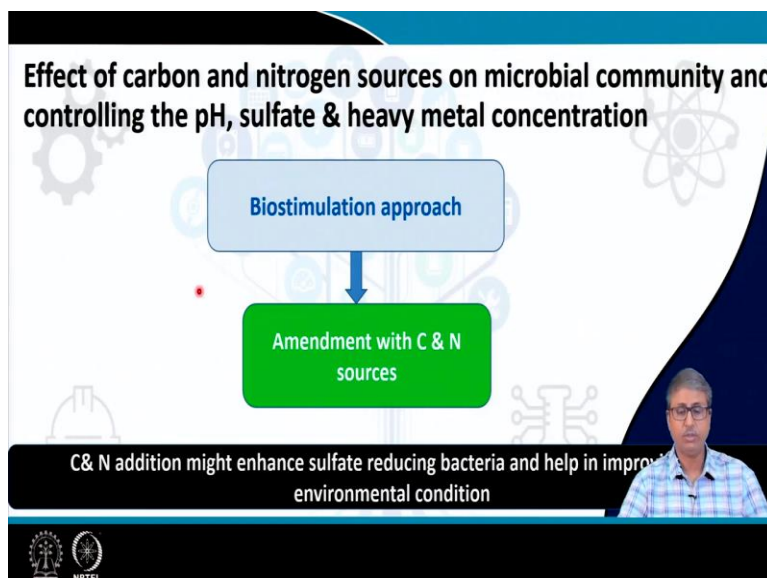 Effect of carbon and nitrogen sources on microbial community and
controlling the pH, sulfate & heavy metal concentration
Biostimulation approach
Amendment with C & N
sources
C& N addition might enhance sulfate reducing bacteria and help in
environmental condition
NPTEL